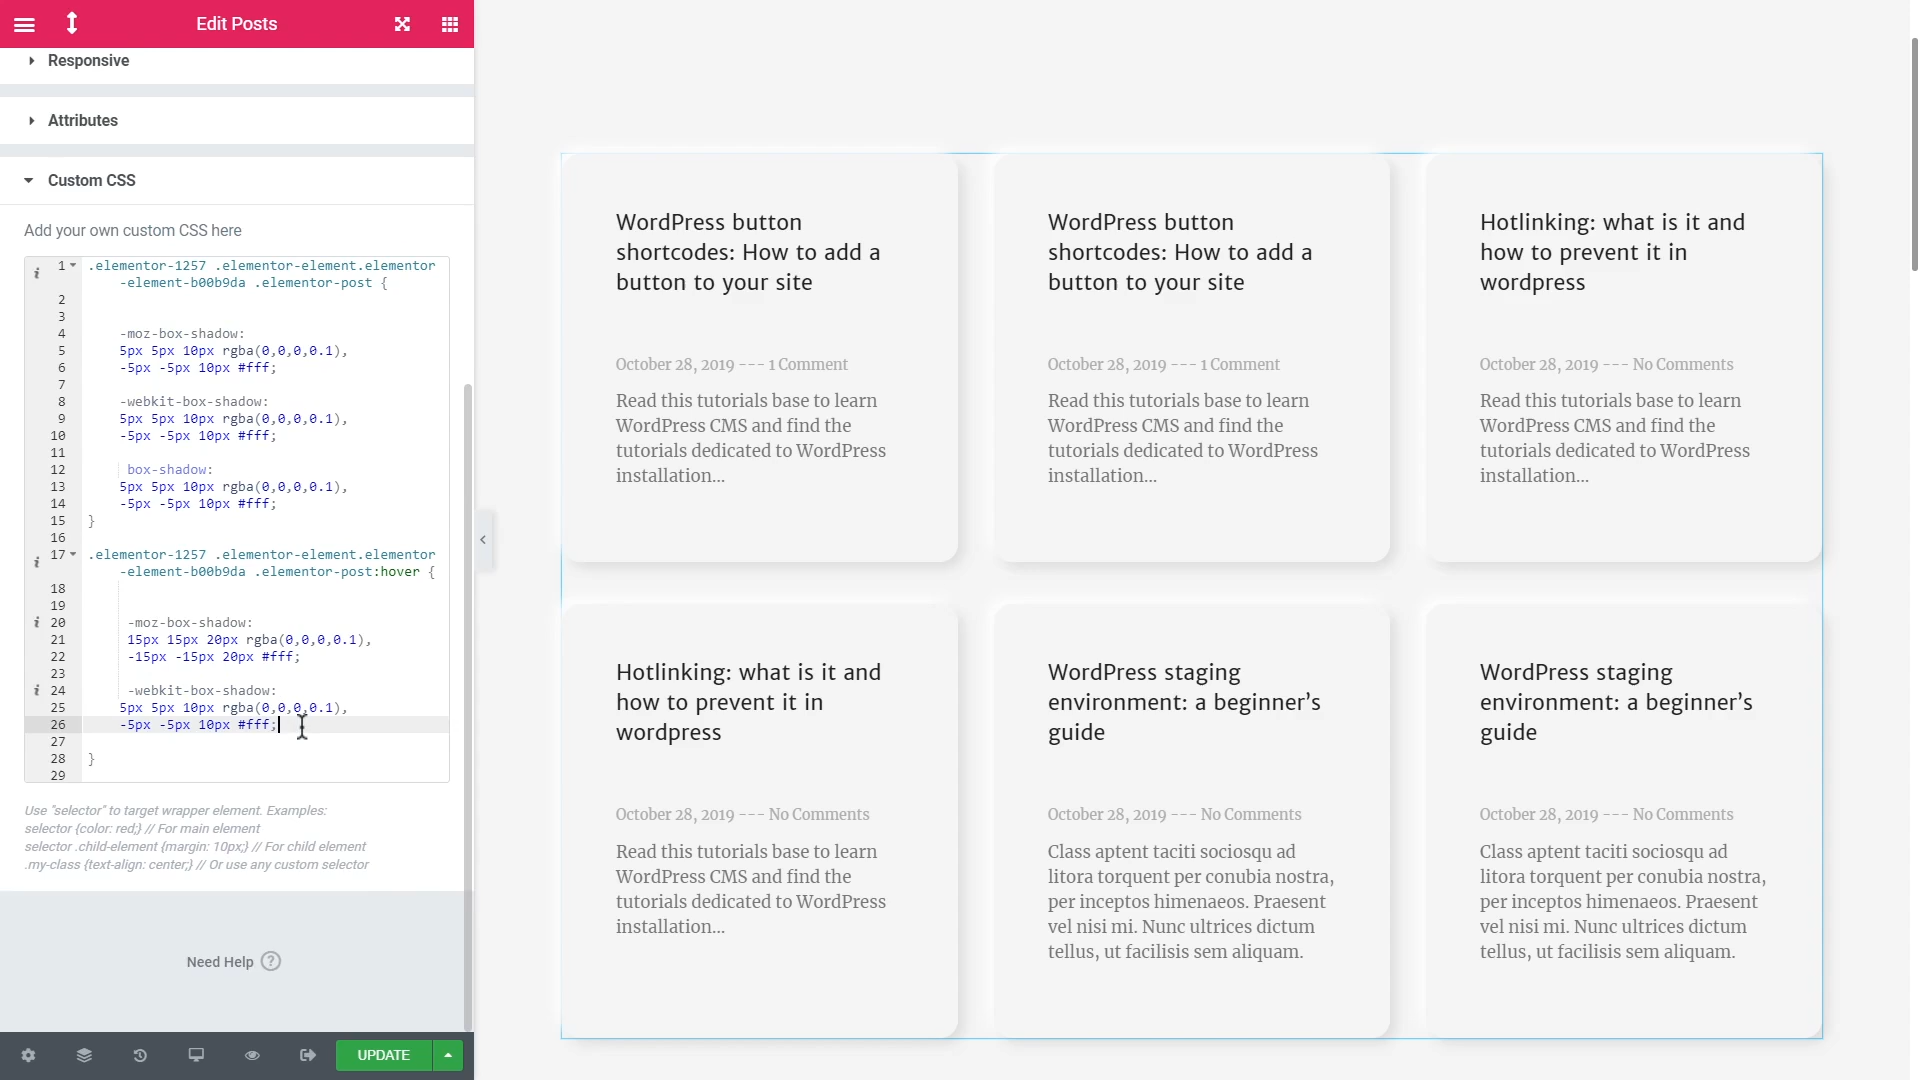 Edit Posts
Responsive
Attributes
Custom CSS
Add your own custom CSS here
1 .elementor-1257 .elementor-element.elementor
-element-b00b9da .elementor-post {
2
3
4 -moz-box-shadow:
5 5px 5px 10px rgba(0,0,0,0.1),
6 -5px -5px 10px #fff;
7
8 -webkit-box-shadow:
9 5px 5px 10px rgba(0,0,0,0.1),
10 -5px -5px 10px #fff;
11
12 box-shadow:
13 5px 5px 10px rgba(0,0,0,0.1),
14 -5px -5px 10px #fff;
15 }
16
17 .elementor-1257 .elementor-element.elementor
-element-b00b9da .elementor-post:hover {
18
19
20 -moz-box-shadow:
21 15px 15px 20px rgba(0,0,0,0.1),
22 -15px -15px 20px #fff;
23
24 -webkit-box-shadow:
25 5px 5px 10px rgba(0,0,0,0.1),
26 -5px -5px 10px #fff;
27
28 }
29
Use "selector" to target wrapper element. Examples:
selector {color: red;} // For main element
selector .child-element {margin: 10px;} // For child element
.my-class {text-align: center;} // Or use any custom selector
Need Help ?
UPDATE
WordPress button
shortcodes: How to add a
button to your site
October 28, 2019 --- 1 Comment
Read this tutorials base to learn
WordPress CMS and find the
tutorials dedicated to WordPress
installation...
WordPress button
shortcodes: How to add a
button to your site
October 28, 2019 --- 1 Comment
Read this tutorials base to learn
WordPress CMS and find the
tutorials dedicated to WordPress
installation...
Hotlinking: what is it and
how to prevent it in
wordpress
October 28, 2019 --- No Comments
Read this tutorials base to learn
WordPress CMS and find the
tutorials dedicated to WordPress
installation...
Hotlinking: what is it and
how to prevent it in
wordpress
October 28, 2019 --- No Comments
Read this tutorials base to learn
WordPress CMS and find the
tutorials dedicated to WordPress
installation...
WordPress staging
environment: a beginner’s
guide
October 28, 2019 --- No Comments
Class aptent taciti sociosqu ad
litora torquent per conubia nostra,
per inceptos himenaeos. Praesent
vel nisi mi. Nunc ultrices dictum
tellus, ut facilisis sem aliquam.
WordPress staging
environment: a beginner’s
guide
October 28, 2019 --- No Comments
Class aptent taciti sociosqu ad
litora torquent per conubia nostra,
per inceptos himenaeos. Praesent
vel nisi mi. Nunc ultrices dictum
tellus, ut facilisis sem aliquam.